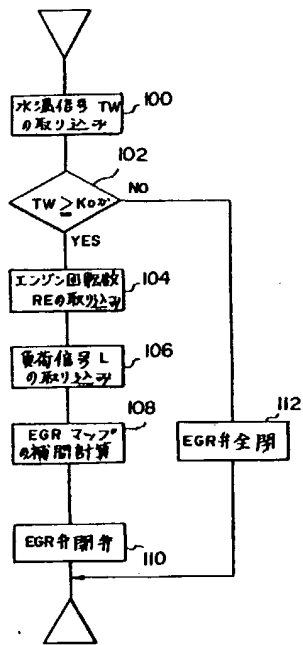 水温信号 TW
の取り込み
100
102
TW≧Koか
NO
YES
エンジン回転数
REの取り込み
104
負荷信号 L
の取り込み
106
108
EGR マップ
の補間計算
112
EGR弁全閉
EGR弁開弁
110